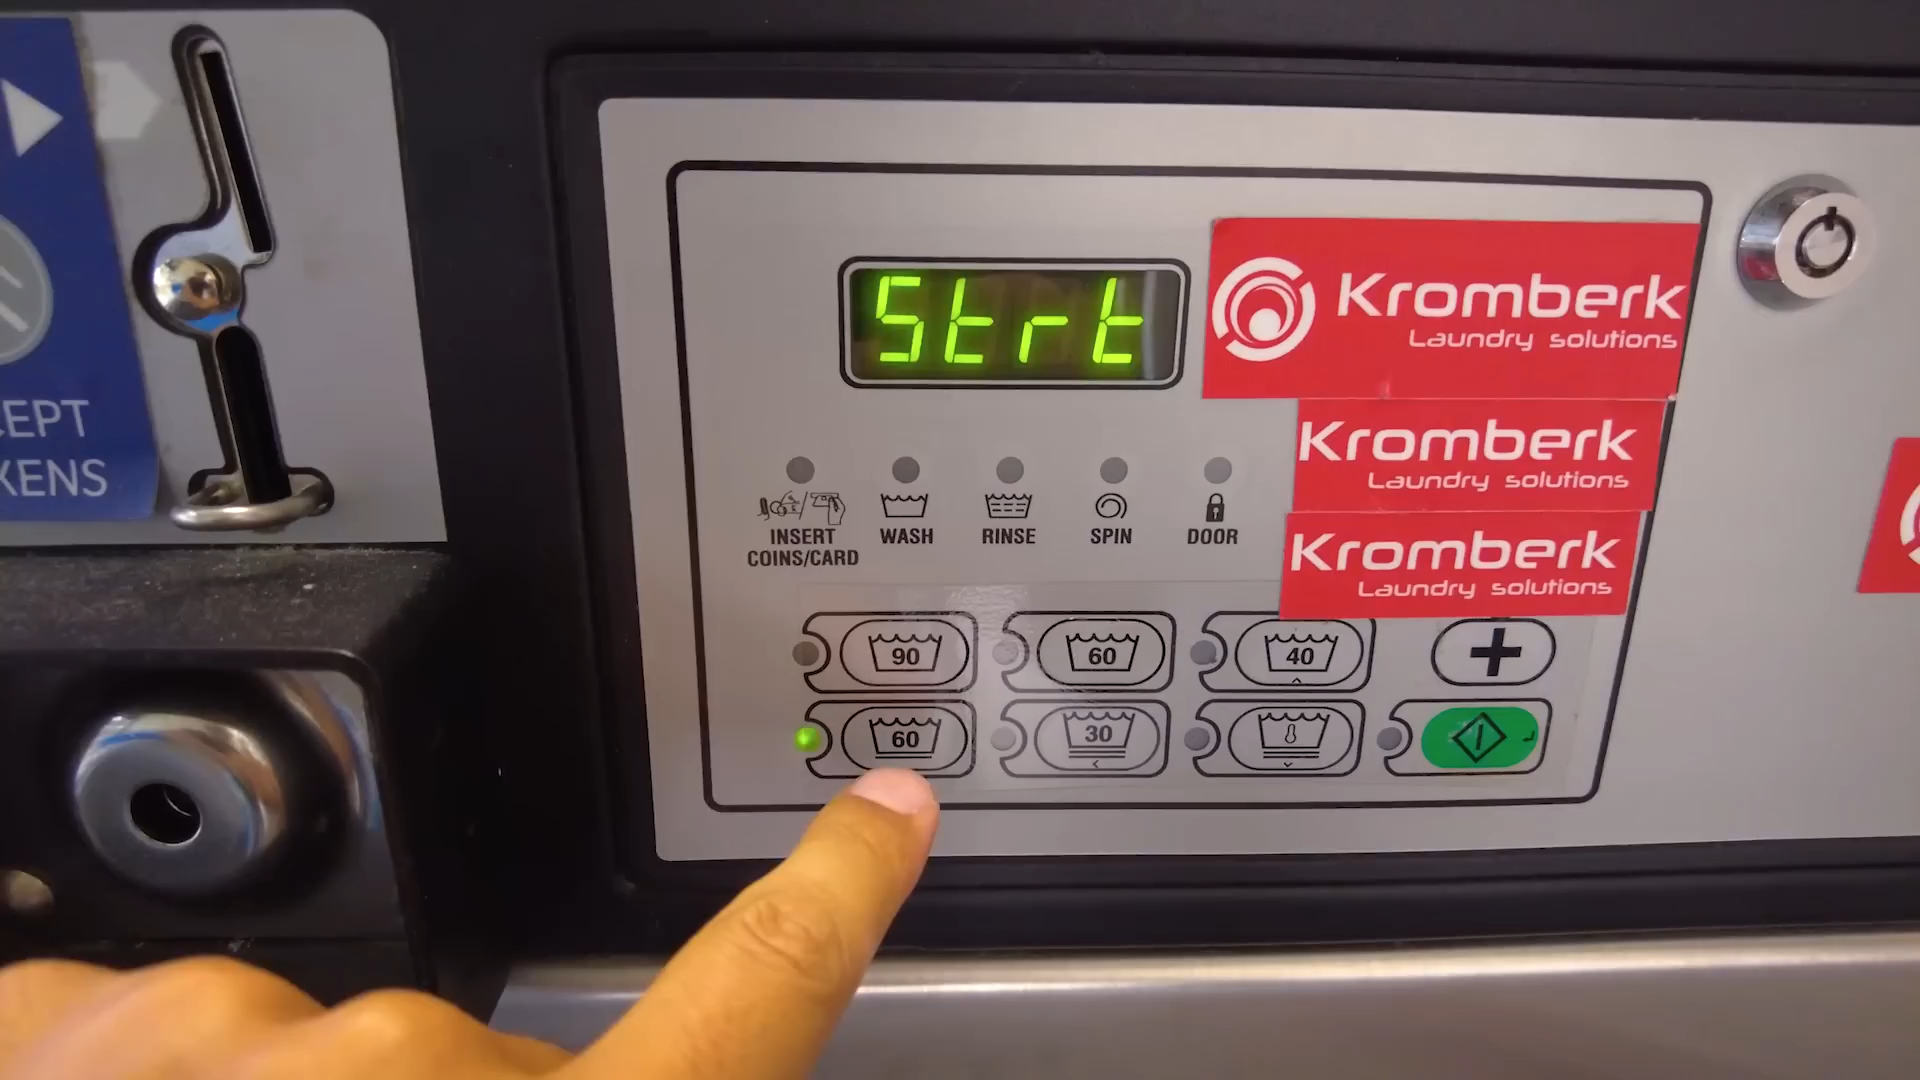 CEPT
KENS
Strt
Kromberk
Laundry solutions
Kromberk
Laundry solutions
Kromberk
Laundry solutions
INSERT
COINS/CARD
WASH
RINSE
SPIN
DOOR
90
60
40
+
60
30